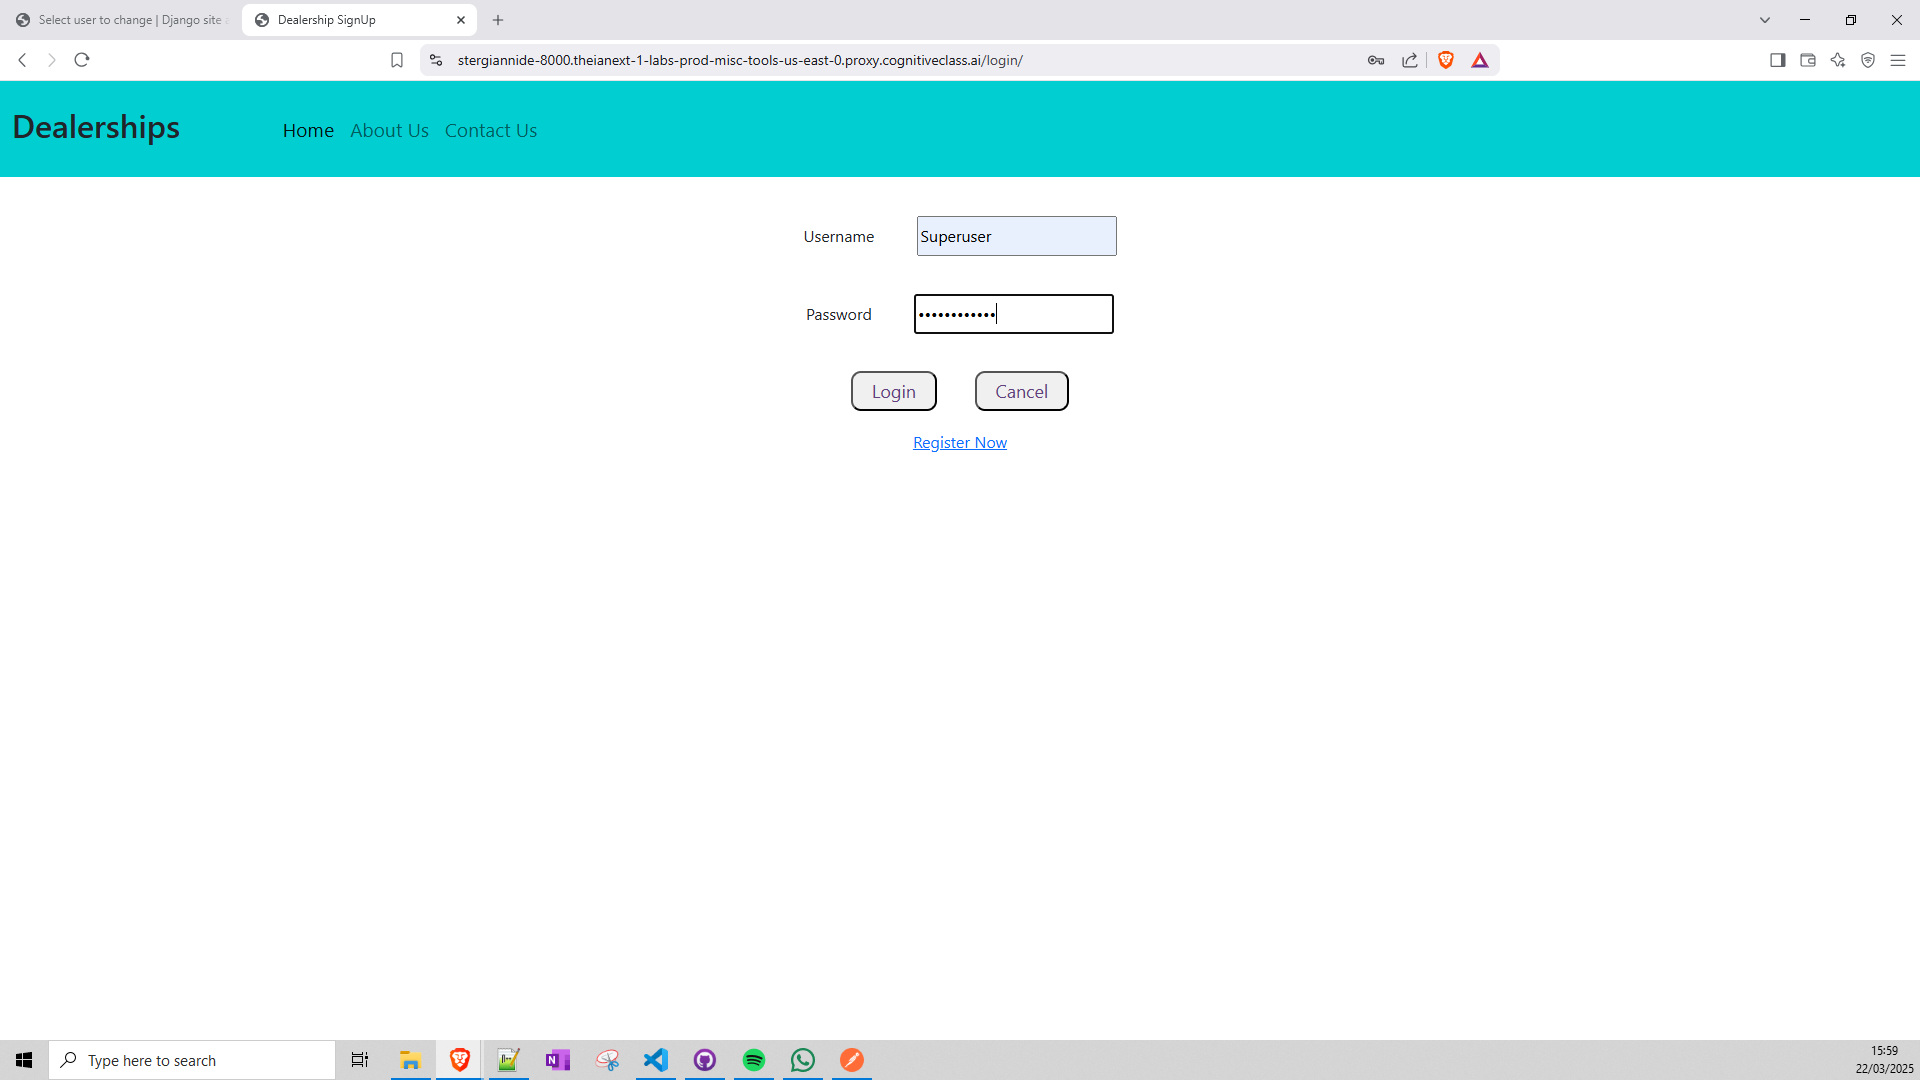 Select user to change | Django site
Dealership SignUp
stergiannide-8000.theianext-1-labs-prod-misc-tools-us-east-0.proxy.cognitiveclass.ai/login/
Dealerships
Home
About Us
Contact Us
Username
Superuser
Password
••••••••••••
Login
Cancel
Register Now
Type here to search
15:59
22/03/2025